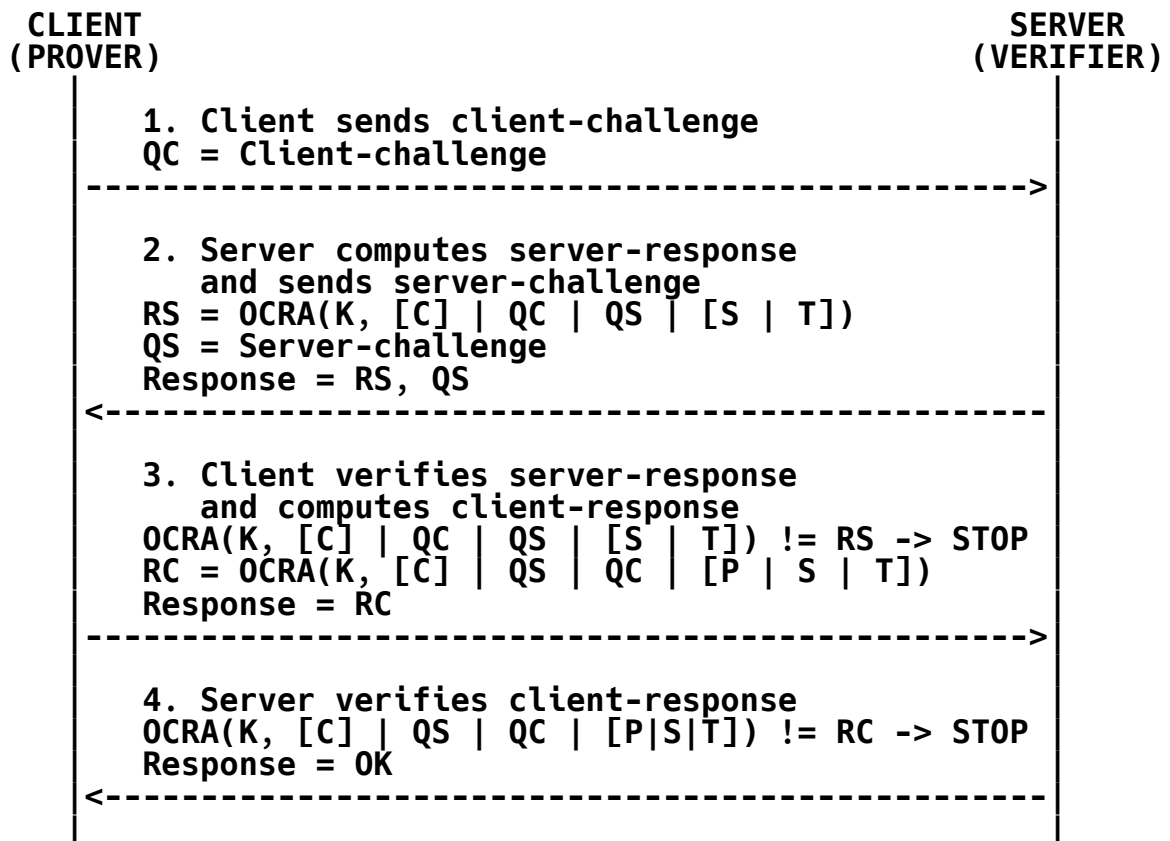 CLIENT                                                   SERVER
(PROVER)                                                (VERIFIER)
1. Client sends client-challenge
QC = Client-challenge
------------------------------------------------->
2. Server computes server-response
and sends server-challenge
RS = OCRA(K, [C] | QC | QS | [S | T])
QS = Server-challenge
Response = RS, QS
<-------------------------------------------------
3. Client verifies server-response
and computes client-response
OCRA(K, [C] | QC | QS | [S | T]) != RS -> STOP
RC = OCRA(K, [C] | QS | QC | [P | S | T])
Response = RC
------------------------------------------------->
4. Server verifies client-response
OCRA(K, [C] | QS | QC | [P|S|T]) != RC -> STOP
Response = OK
<-------------------------------------------------